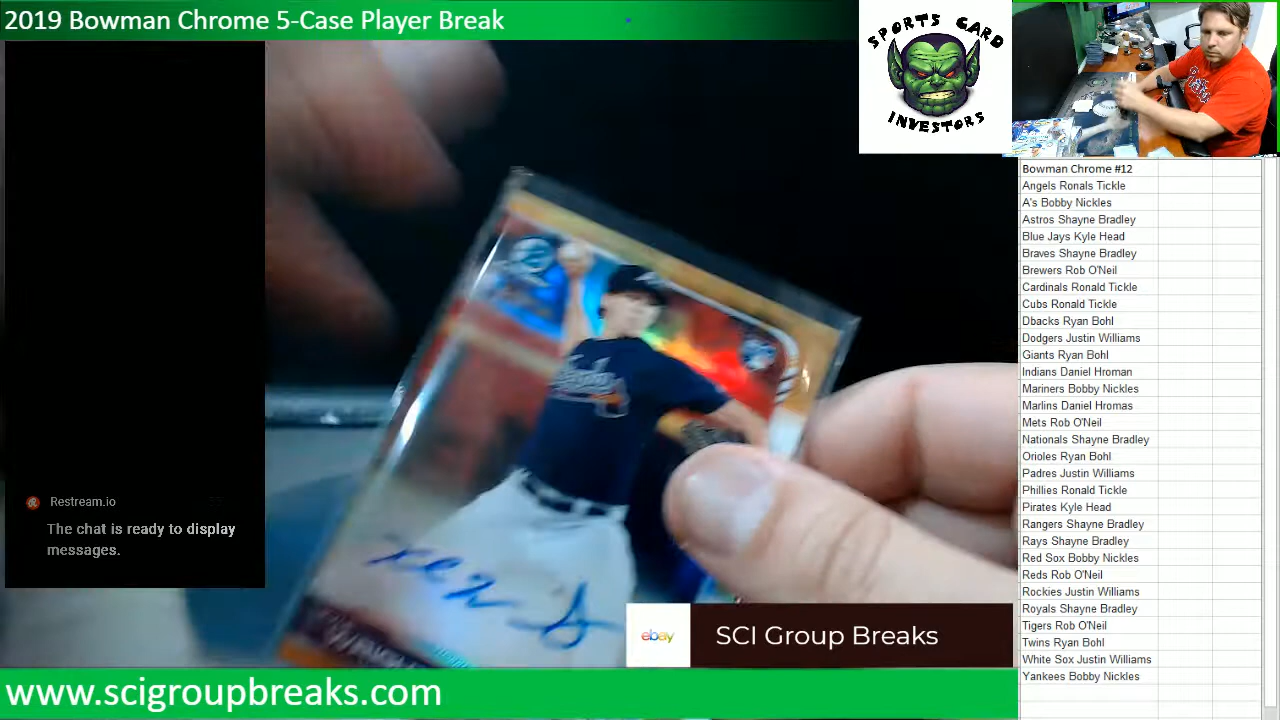 2019 Bowman Chrome 5-Case Player Break
SPORTS CARD
INVESTORS
Restream.io
The chat is ready to display
messages.
ebay
SCI Group Breaks
www.scigroupbreaks.com
Bowman Chrome #12
Angels Ronals Tickle
A's Bobby Nickles
Astros Shayne Bradley
Blue Jays Kyle Head
Braves Shayne Bradley
Brewers Rob O'Neil
Cardinals Ronald Tickle
Cubs Ronald Tickle
Dbacks Ryan Bohl
Dodgers Justin Williams
Giants Ryan Bohl
Indians Daniel Hroman
Mariners Bobby Nickles
Marlins Daniel Hromas
Mets Rob O'Neil
Nationals Shayne Bradley
Orioles Ryan Bohl
Padres Justin Williams
Phillies Ronald Tickle
Pirates Kyle Head
Rangers Shayne Bradley
Rays Shayne Bradley
Red Sox Bobby Nickles
Reds Rob O'Neil
Rockies Justin Williams
Royals Shayne Bradley
Tigers Rob O'Neil
Twins Ryan Bohl
White Sox Justin Williams
Yankees Bobby Nickles